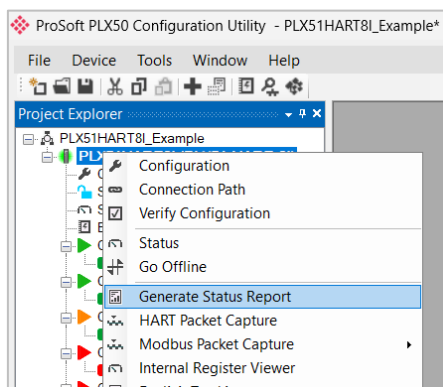 ProSoft PLX50 Configuration Utility - PLX51HART8I_Example*
File Device Tools Window Help
Project Explorer
PLX51HART8I_Example
Configuration
Connection Path
Verify Configuration
Status
Go Offline
Generate Status Report
HART Packet Capture
Modbus Packet Capture
Internal Register Viewer